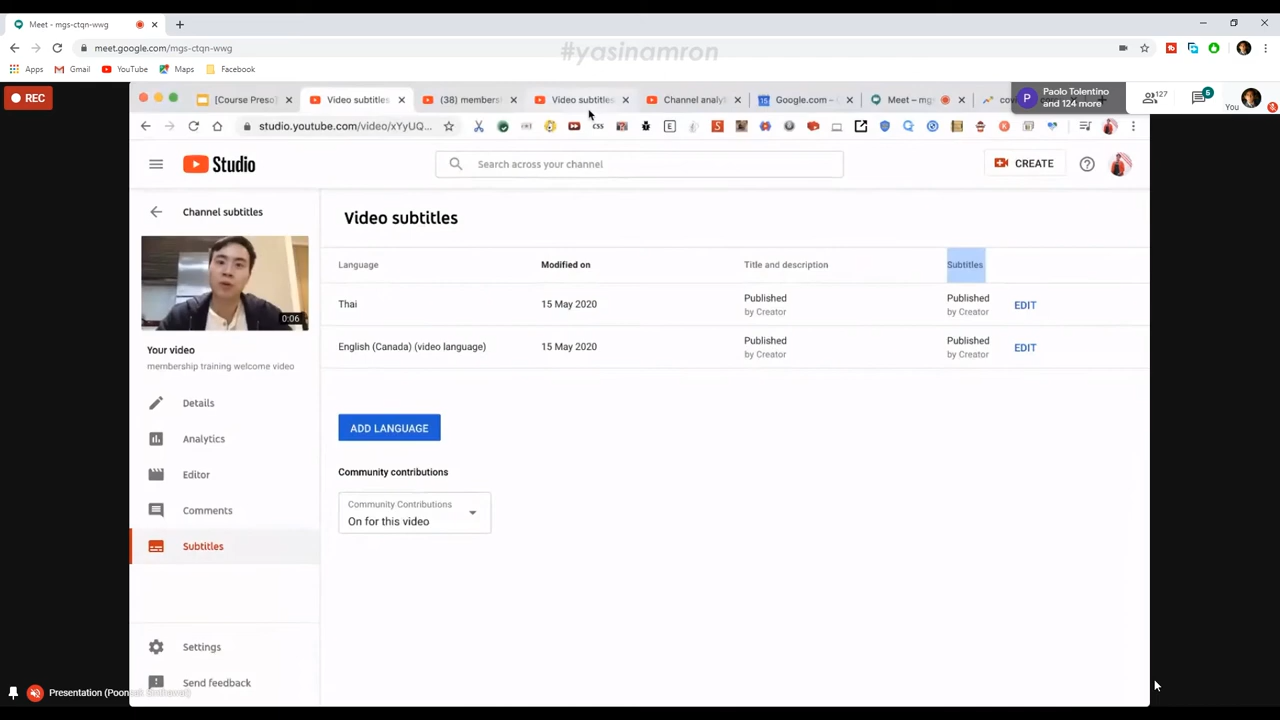 Meet - mgs-ctqn-wwg
meet.google.com/mgs-ctqn-wwg
#yasinamron
Apps Gmail YouTube Maps Facebook
REC
[Course Preso] Video subtitles (38) members Video subtitles Channel analyt Google.com – Meet – mg covi
Paolo Tolentino
and 124 more
127
5
You
studio.youtube.com/video/xYyUQ...
Studio
Search across your channel
CREATE
Channel subtitles
0:06
Your video
membership training welcome video
Details
Analytics
Editor
Comments
Subtitles
Settings
Send feedback
Video subtitles
Language Modified on Title and description Subtitles
Thai 15 May 2020 Published by Creator Published by Creator EDIT
English (Canada) (video language) 15 May 2020 Published by Creator Published by Creator EDIT
ADD LANGUAGE
Community contributions
Community Contributions
On for this video
Presentation